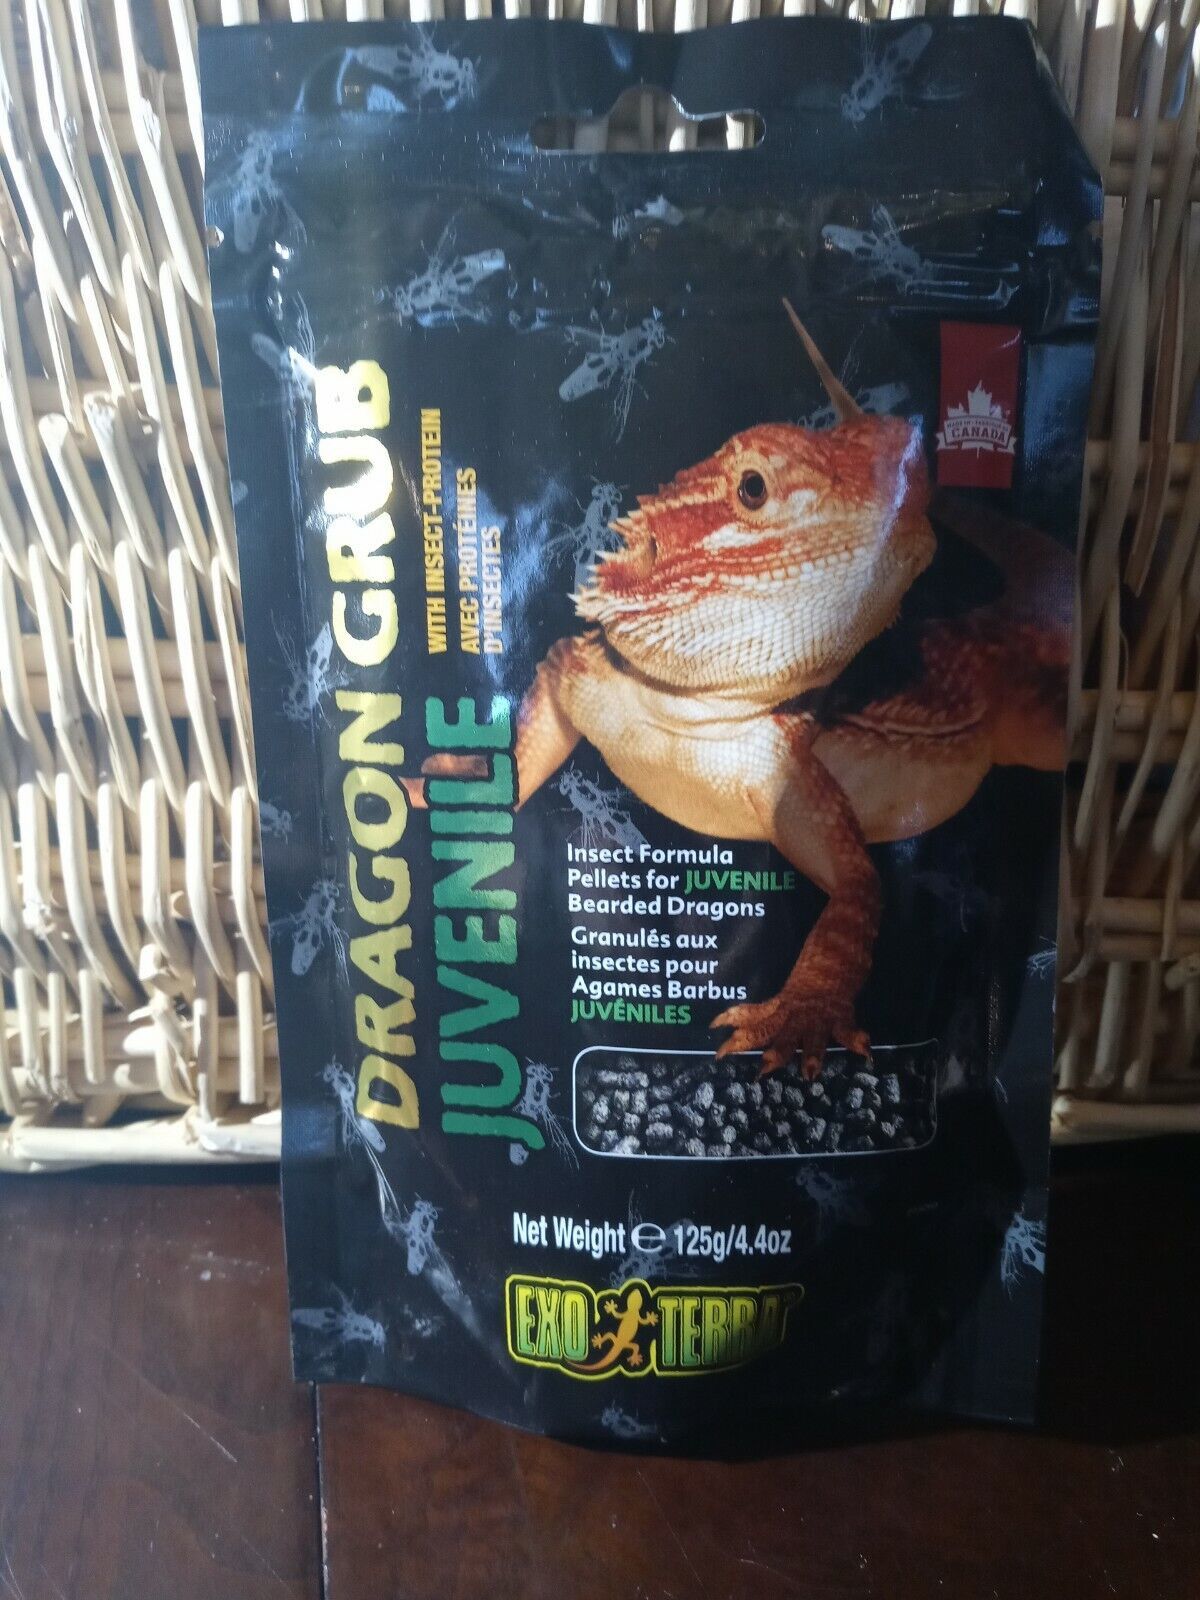 DRAGON GRUB
JUVENILE
WITH INSECT-PROTEIN
AVEC PROTÉINES
D'INSECTES
CANADA
Insect Formula
Pellets for JUVENILE
Bearded Dragons
Granulés aux
insectes pour
Agames Barbus
JUVÉNILES
Net Weight ℮ 125g/4.4oz
EXO TERRA